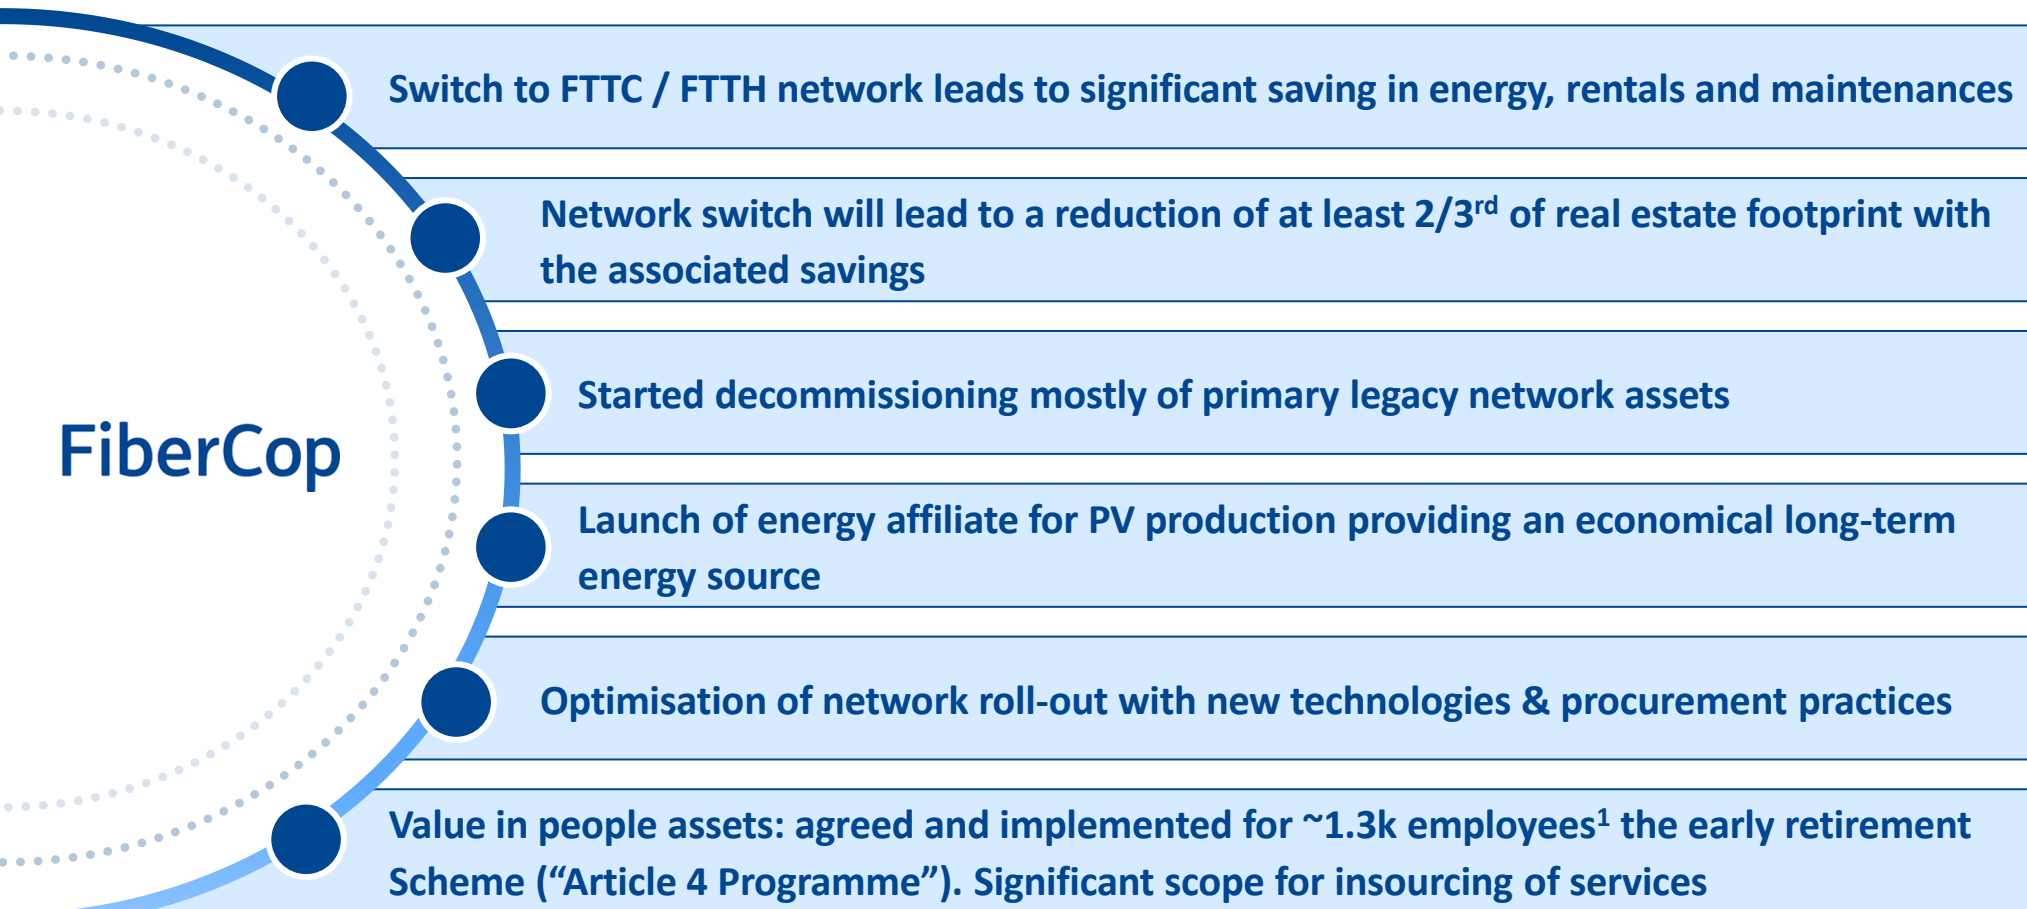 Switch to FTTC / FTTH network leads to significant saving in energy, rentals and maintenances
Network switch will lead to a reduction of at least 2/3rd of real estate footprint with
the associated savings
Started decommissioning mostly of primary legacy network assets
FiberCop
Launch of energy affiliate for PV production providing an economical long-term
energy source
Optimisation of network roll-out with new technologies & procurement practices
Value in people assets: agreed and implemented for ~1.3k employees¹ the early retirement
Scheme (“Article 4 Programme”). Significant scope for insourcing of services